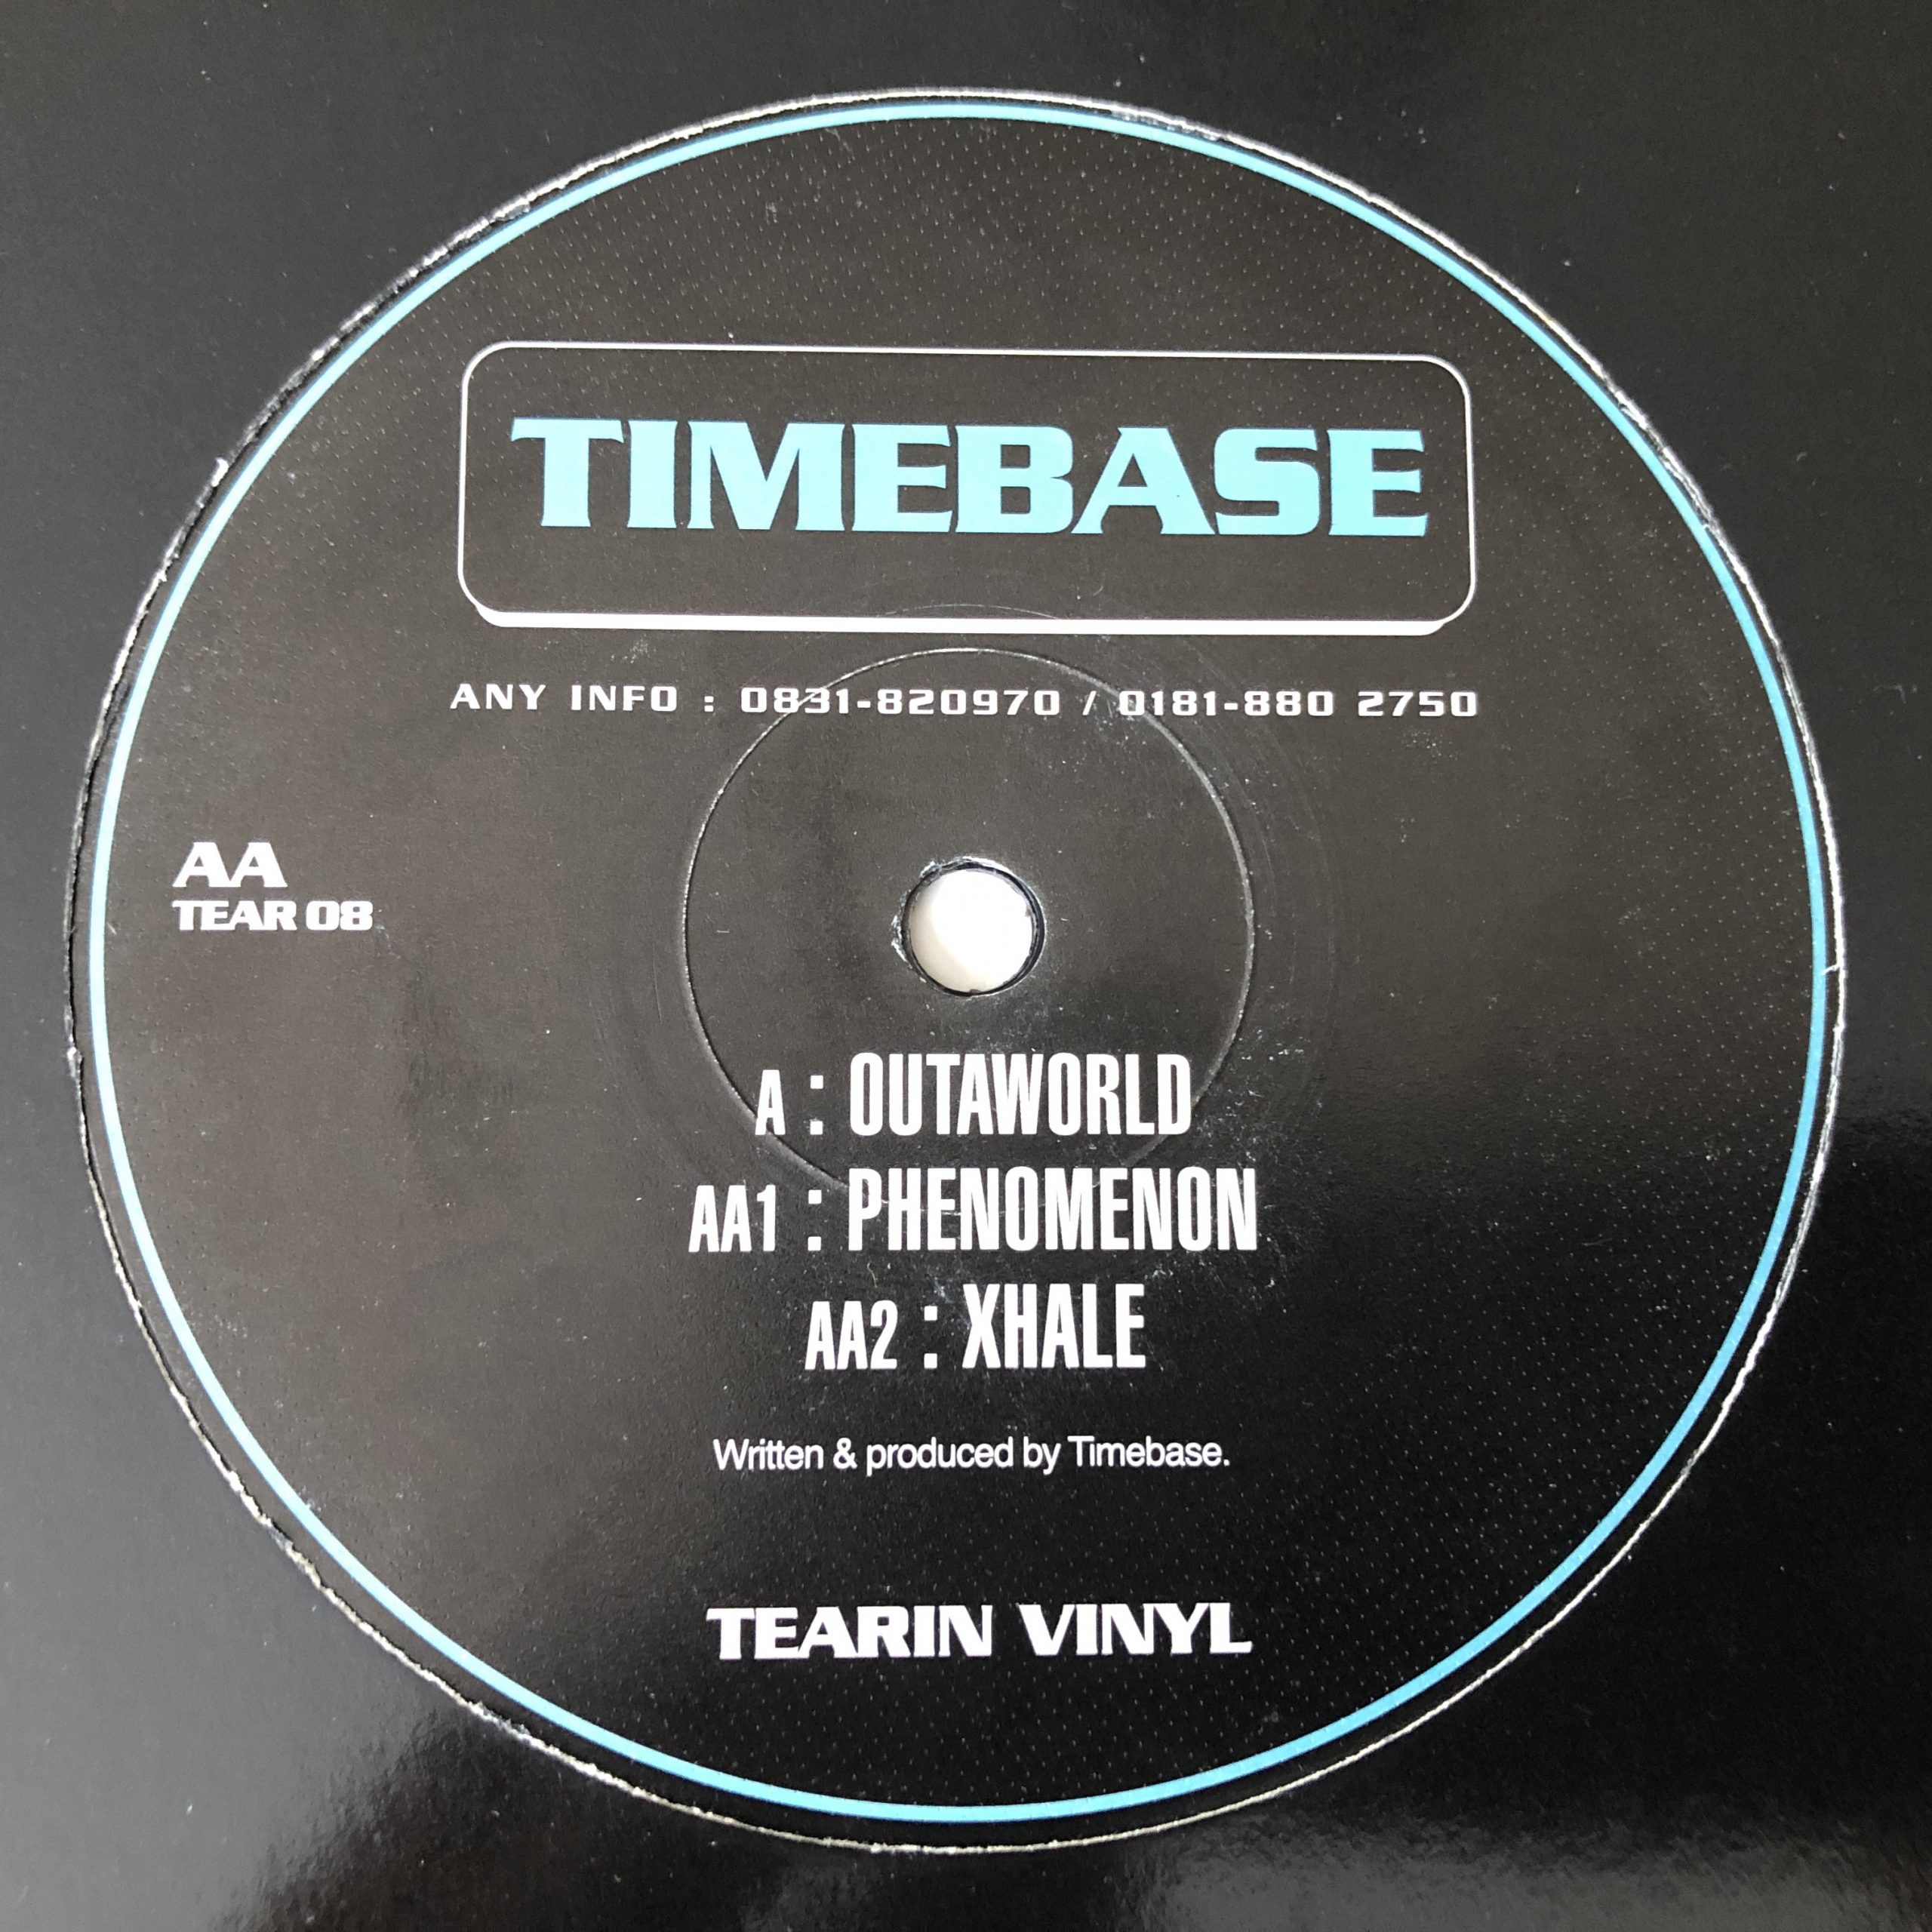 TIMEBASE
ANY INFO : 0831-820970 / 0181-880 2750
AA
TEAR 08
A : OUTAWORLD
AA1 : PHENOMENON
AA2 : XHALE
Written & produced by Timebase.
TEARIN VINYL